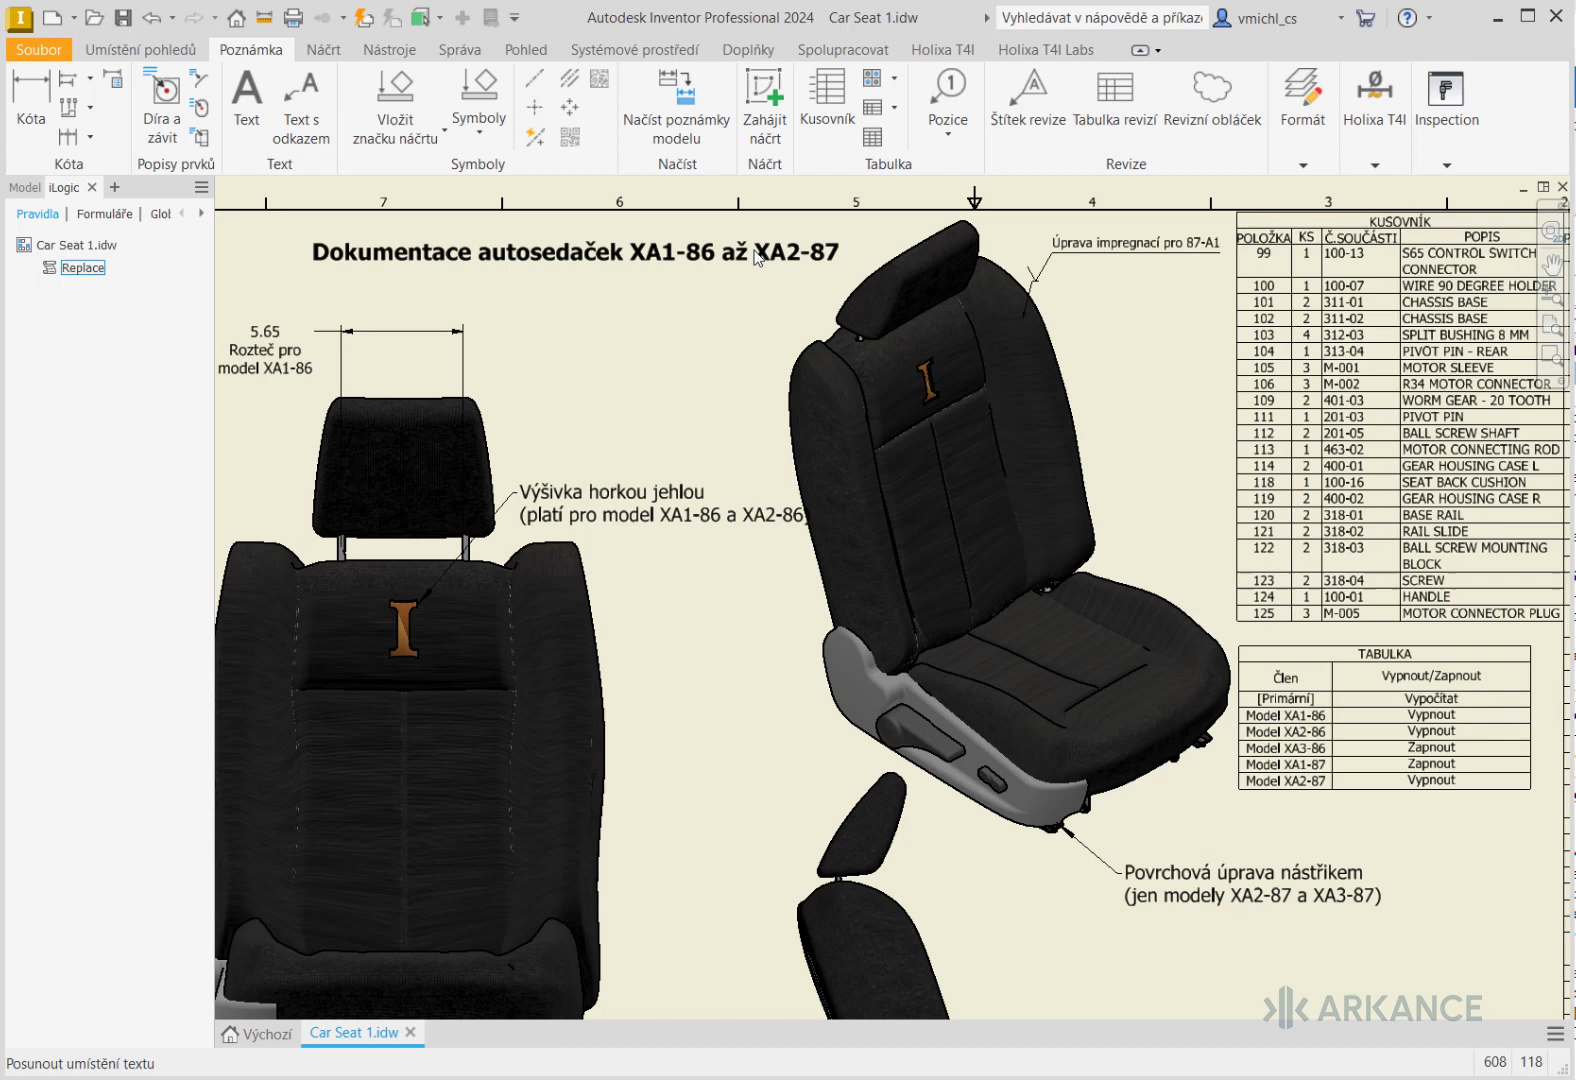 Autodesk Inventor Professional 2024 Car Seat 1.idw
Vyhledávat v nápovědě a příkaz
vmichl_cs
Soubor
Umístění pohledů
Poznámka
Náčrt
Nástroje
Správa
Pohled
Systémové prostředí
Doplňky
Spolupracovat
Holixa T4I
Holixa T4I Labs
Kóta
Díra a závit
Text
Text s odkazem
Vložit značku náčrtu
Symboly
Načíst poznámky modelu
Zahájit náčrt
Kusovník
Pozice
Štítek revize
Tabulka revizí
Revizní obláček
Formát
Holixa T4I
Inspection
Kóta
Popisy prvků
Text
Symboly
Načíst
Náčrt
Tabulka
Revize
Model
iLogic
Pravidla
Formuláře
Glob
Car Seat 1.idw
Replace
7 6 5 4 3 2
Dokumentace autosedaček XA1-86 až XA2-87
Úprava impregnací pro 87-A1
5.65
Rozteč pro
model XA1-86
Výšivka horkou jehlou
(platí pro model XA1-86 a XA2-86)
KUSOVNÍK
POLOŽKA KS Č.SOUČÁSTI POPIS
99 1 100-13 S65 CONTROL SWITCH
CONNECTOR
100 1 100-07 WIRE 90 DEGREE HOLDER
101 2 311-01 CHASSIS BASE
102 2 311-02 CHASSIS BASE
103 4 312-03 SPLIT BUSHING 8 MM
104 1 313-04 PIVOT PIN - REAR
105 3 M-001 MOTOR SLEEVE
106 3 M-002 R34 MOTOR CONNECTOR
109 2 401-03 WORM GEAR - 20 TOOTH
111 1 201-03 PIVOT PIN
112 2 201-05 BALL SCREW SHAFT
113 1 463-02 MOTOR CONNECTING ROD
114 2 400-01 GEAR HOUSING CASE L
118 1 100-16 SEAT BACK CUSHION
119 2 400-02 GEAR HOUSING CASE R
120 2 318-01 BASE RAIL
121 2 318-02 RAIL SLIDE
122 2 318-03 BALL SCREW MOUNTING
BLOCK
123 2 318-04 SCREW
124 1 100-01 HANDLE
125 3 M-005 MOTOR CONNECTOR PLUG
TABULKA
Člen Vypnout/Zapnout
[Primární] Vypočítat
Model XA1-86 Vypnout
Model XA2-86 Vypnout
Model XA3-86 Zapnout
Model XA1-87 Zapnout
Model XA2-87 Vypnout
Povrchová úprava nástřikem
(jen modely XA2-87 a XA3-87)
ARKANCE
Výchozí
Car Seat 1.idw
Posunout umístění textu
608 118